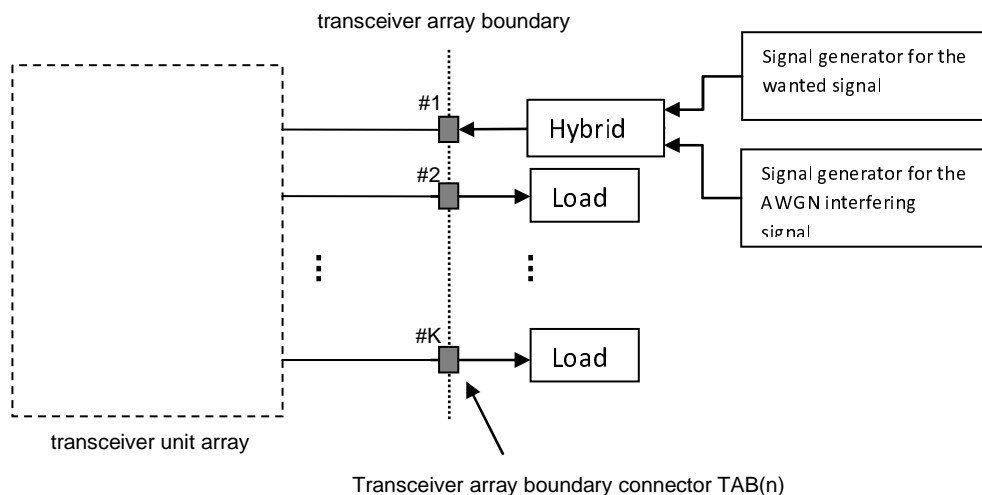 transceiver array boundary
Signal generator for the
wanted signal
#1
Hybrid
Signal generator for the
AWGN interfering
signal
#2
Load
#K
Load
transceiver unit array
Transceiver array boundary connector TAB(n)